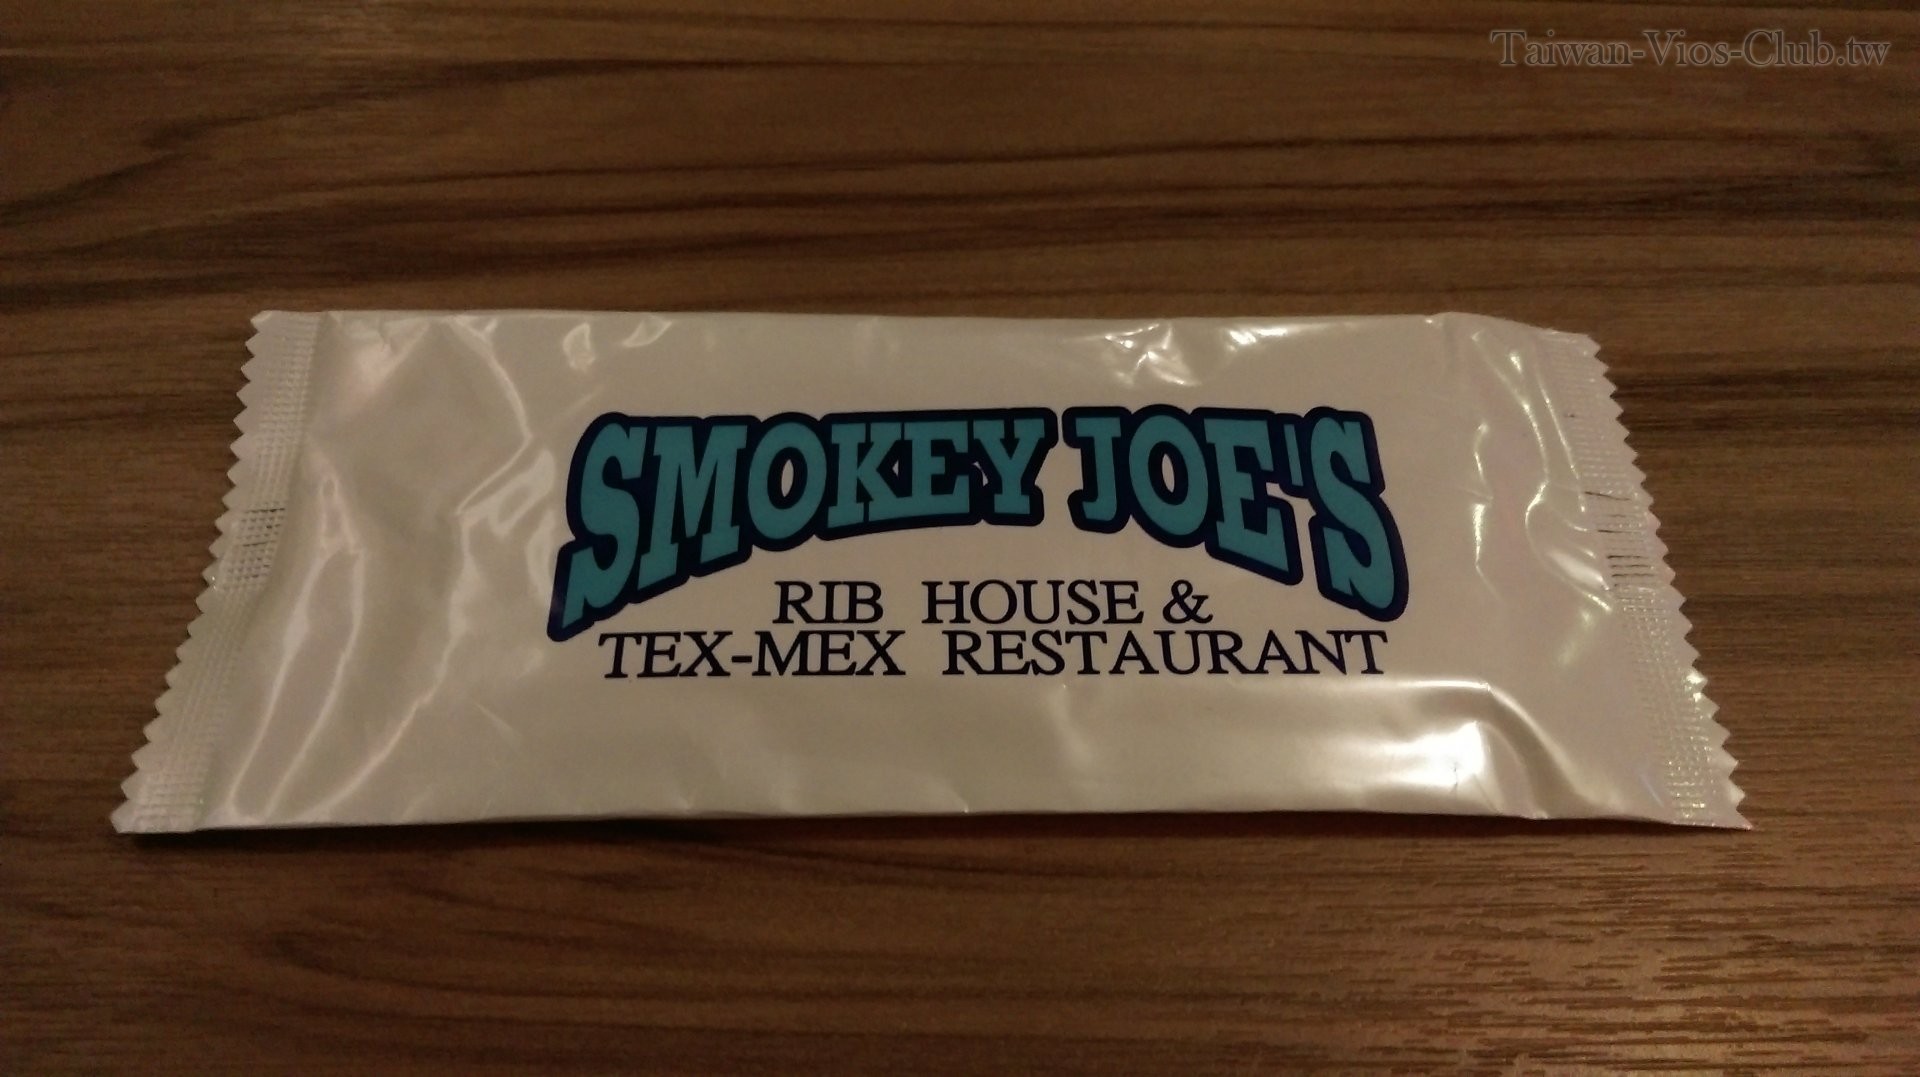 Taiwan-Vios-Club.tw
SMOKEY JOE'S
RIB HOUSE &
TEX-MEX RESTAURANT